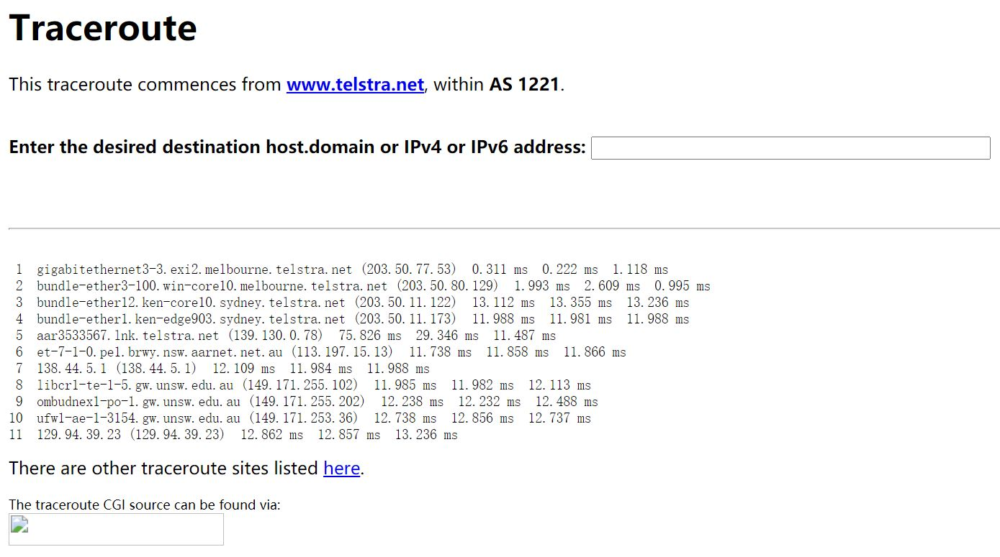 Traceroute
This traceroute commences from www.telstra.net, within AS 1221.
Enter the desired destination host.domain or IPv4 or IPv6 address:
1 gigabitethernet3-3.exi2.melbourne.telstra.net (203.50.77.53) 0.311 ms 0.222 ms 1.118 ms
2 bundle-ether3-100.win-core10.melbourne.telstra.net (203.50.80.129) 1.993 ms 2.609 ms 0.995 ms
3 bundle-ether12.ken-core10.sydney.telstra.net (203.50.11.122) 13.112 ms 13.355 ms 13.236 ms
4 bundle-ether1.ken-edge903.sydney.telstra.net (203.50.11.173) 11.988 ms 11.981 ms 11.988 ms
5 aar3533567.lnk.telstra.net (139.130.0.78) 75.826 ms 29.346 ms 11.487 ms
6 et-7-1-0.pe1.brwy.nsw.aarnet.net.au (113.197.15.13) 11.738 ms 11.858 ms 11.866 ms
7 138.44.5.1 (138.44.5.1) 12.109 ms 11.984 ms 11.988 ms
8 libcr1-te-1-5.gw.unsw.edu.au (149.171.255.102) 11.985 ms 11.982 ms 12.113 ms
9 ombudnex1-po-1.gw.unsw.edu.au (149.171.255.202) 12.238 ms 12.232 ms 12.488 ms
10 ufw1-ae-1-3154.gw.unsw.edu.au (149.171.253.36) 12.738 ms 12.856 ms 12.737 ms
11 129.94.39.23 (129.94.39.23) 12.862 ms 12.857 ms 13.236 ms
There are other traceroute sites listed here.
The traceroute CGI source can be found via: